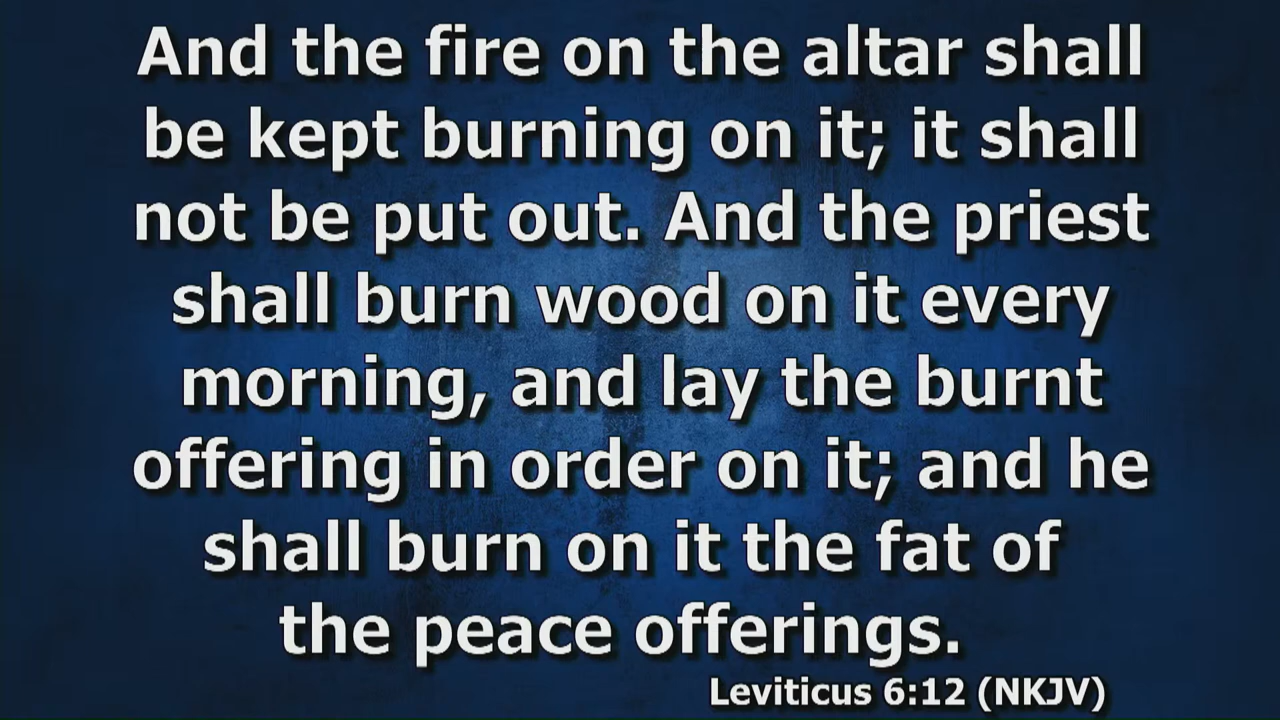 And the fire on the altar shall
be kept burning on it; it shall
not be put out. And the priest
shall burn wood on it every
morning, and lay the burnt
offering in order on it; and he
shall burn on it the fat of
the peace offerings.
Leviticus 6:12 (NKJV)